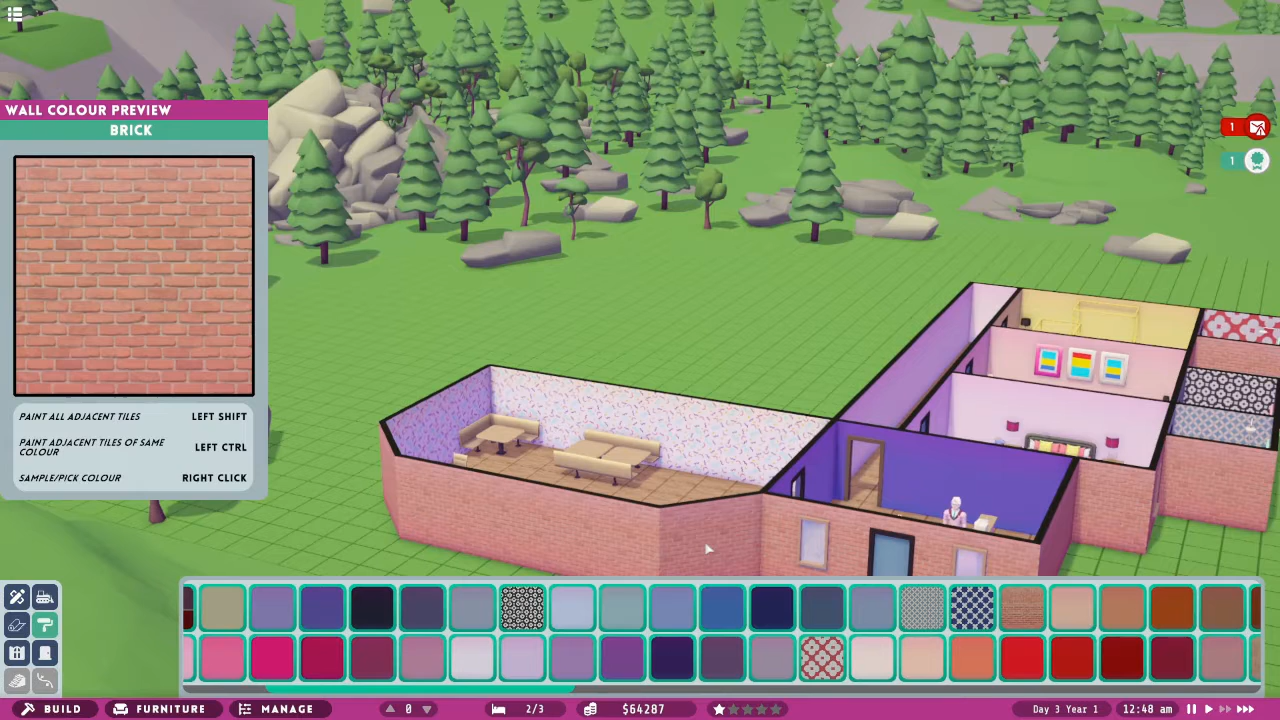 WALL COLOUR PREVIEW
BRICK
PAINT ALL ADJACENT TILES LEFT SHIFT
PAINT ADJACENT TILES OF SAME COLOUR LEFT CTRL
SAMPLE/PICK COLOUR RIGHT CLICK
1
1
BUILD FURNITURE MANAGE 0 2/3 $64287 Day 3 Year 1 12:48 am